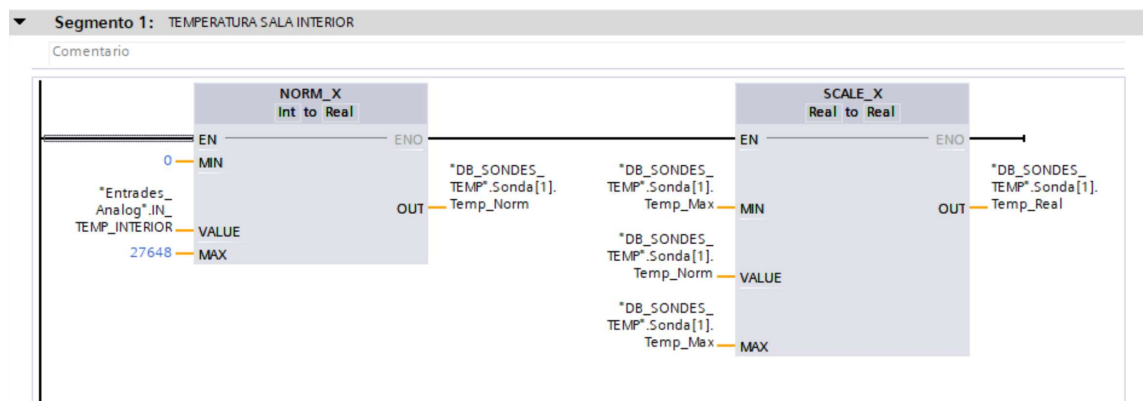 Segmento 1: TEMPERATURA SALA INTERIOR
Comentario
NORM_X
Int to Real
EN
ENO
0
MIN
"Entrades_
Analog".IN_
TEMP_INTERIOR
VALUE
27648
MAX
OUT
"DB_SONDES_
TEMP".Sonda[1].
Temp_Norm
SCALE_X
Real to Real
EN
ENO
"DB_SONDES_
TEMP".Sonda[1].
Temp_Max
MIN
"DB_SONDES_
TEMP".Sonda[1].
Temp_Norm
VALUE
"DB_SONDES_
TEMP".Sonda[1].
Temp_Max
MAX
OUT
"DB_SONDES_
TEMP".Sonda[1].
Temp_Real